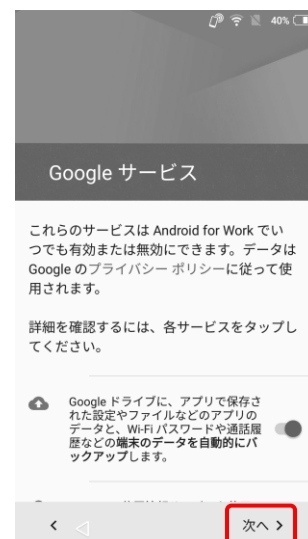 40%
Google サービス
これらのサービスは Android for Work でい
つでも有効または無効にできます。データは
Google のプライバシー ポリシーに従って使
用されます。
詳細を確認するには、各サービスをタップし
てください。
Google ドライブに、アプリで保存さ
れた設定やファイルなどのアプリの
データと、Wi-Fi パスワードや通話履
歴などの端末のデータを自動的にバ
ックアップします。
次へ